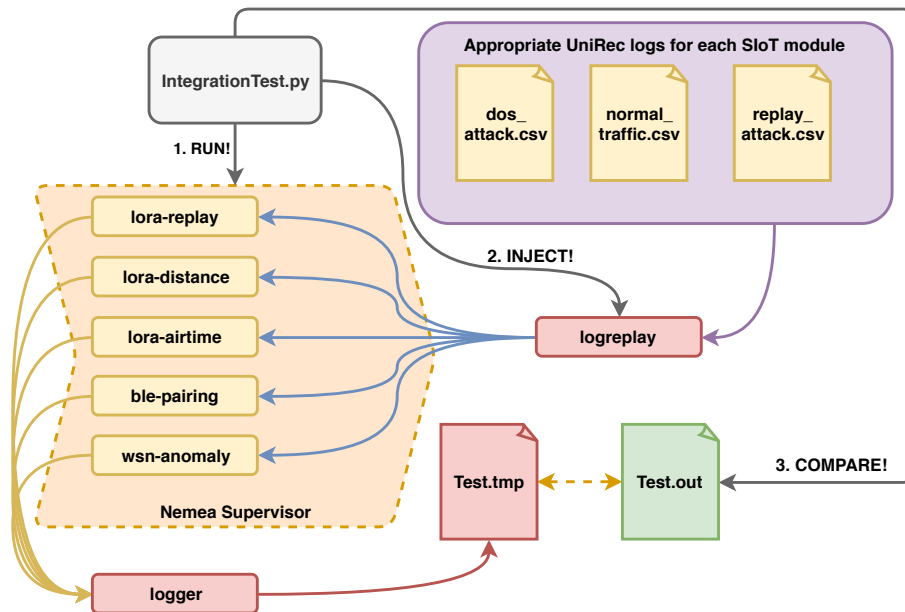 Appropriate UniRec logs for each SIoT module
IntegrationTest.py
dos_
attack.csv
normal_
traffic.csv
replay_
attack.csv
1. RUN!
lora-replay
2. INJECT!
lora-distance
lora-airtime
logreplay
ble-pairing
wsn-anomaly
3. COMPARE!
Test.tmp
Test.out
Nemea Supervisor
logger